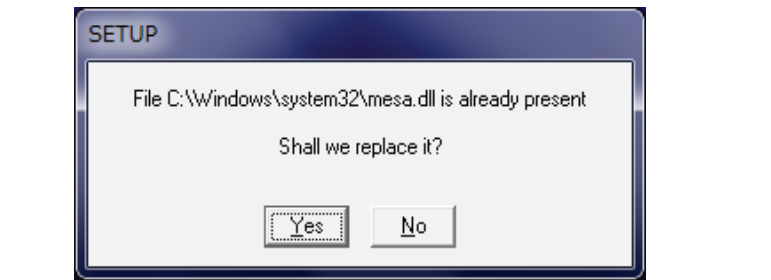 SETUP
File C:\Windows\system32\mesa.dll is already present
Shall we replace it?
Yes
No